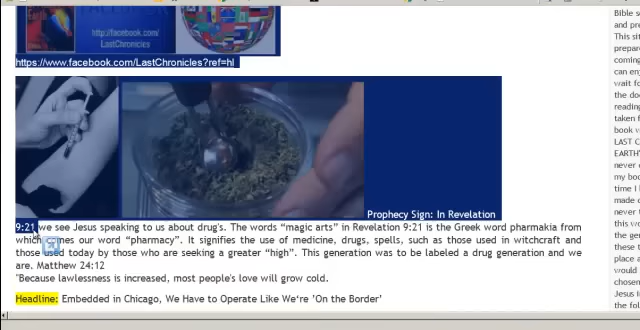 http://facebook.com/
LastChronicles
https://www.facebook.com/LastChronicles?ref=hl
Prophecy Sign: In Revelation
9:21 we see Jesus speaking to us about drug's. The words “magic arts” in Revelation 9:21 is the Greek word pharmakia from
which comes our word “pharmacy”. It signifies the use of medicine, drugs, spells, such as those used in witchcraft and
those used today by those who are seeking a greater “high”. This generation was to be labeled a drug generation and we
are. Matthew 24:12
"Because lawlessness is increased, most people's love will grow cold.
Headline: Embedded in Chicago, We Have to Operate Like We‘re ’On the Border’
Bible
and pre
This sit
prepar
coming
can en
wait fo
the do
reading
taken f
book
LAST C
EARTH
never
my bo
time I
made
never
this wo
the ge
these t
place a
would
chosen
Jesus
the fol